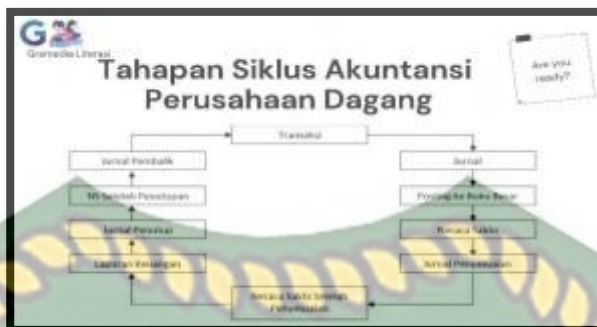 Gramedia Literasi
Tahapan Siklus Akuntansi
Perusahaan Dagang
Are you
ready?
Transaksi
Jurnal Pembalik
Jurnal
NS Setelah Penutupan
Posting ke Buku Besar
Jurnal Penutup
Neraca Saldo
Laporan Keuangan
Jurnal Penyesuaian
Neraca Saldo Setelah
Penyesuaian